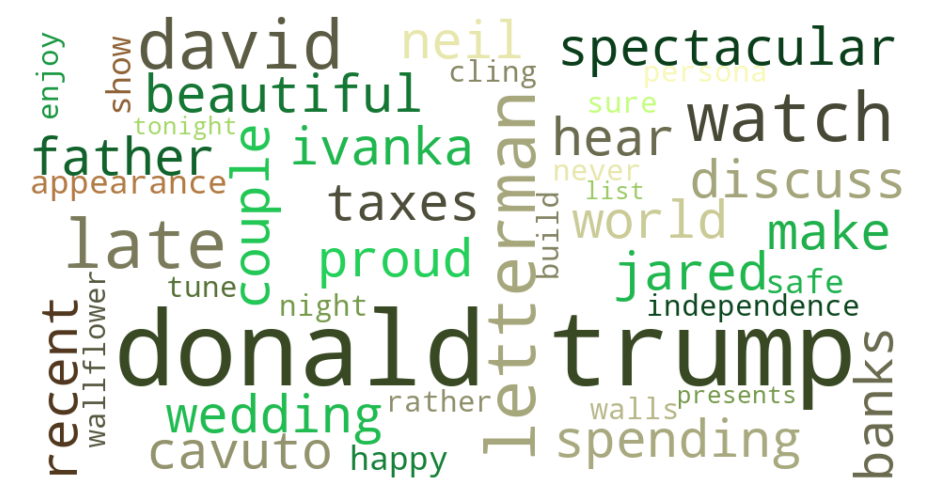 enjoy
show
david
neil
spectacular
cling
persona
beautiful
sure
watch
tonight
letterman
hear
father
couple
ivanka
never
list
discuss
appearance
taxes
build
world
make
late
proud
jared
safe
tune
night
independence
recent
wallflower
donald
trump
banks
wedding
rather
walls
presents
cavuto
happy
spending